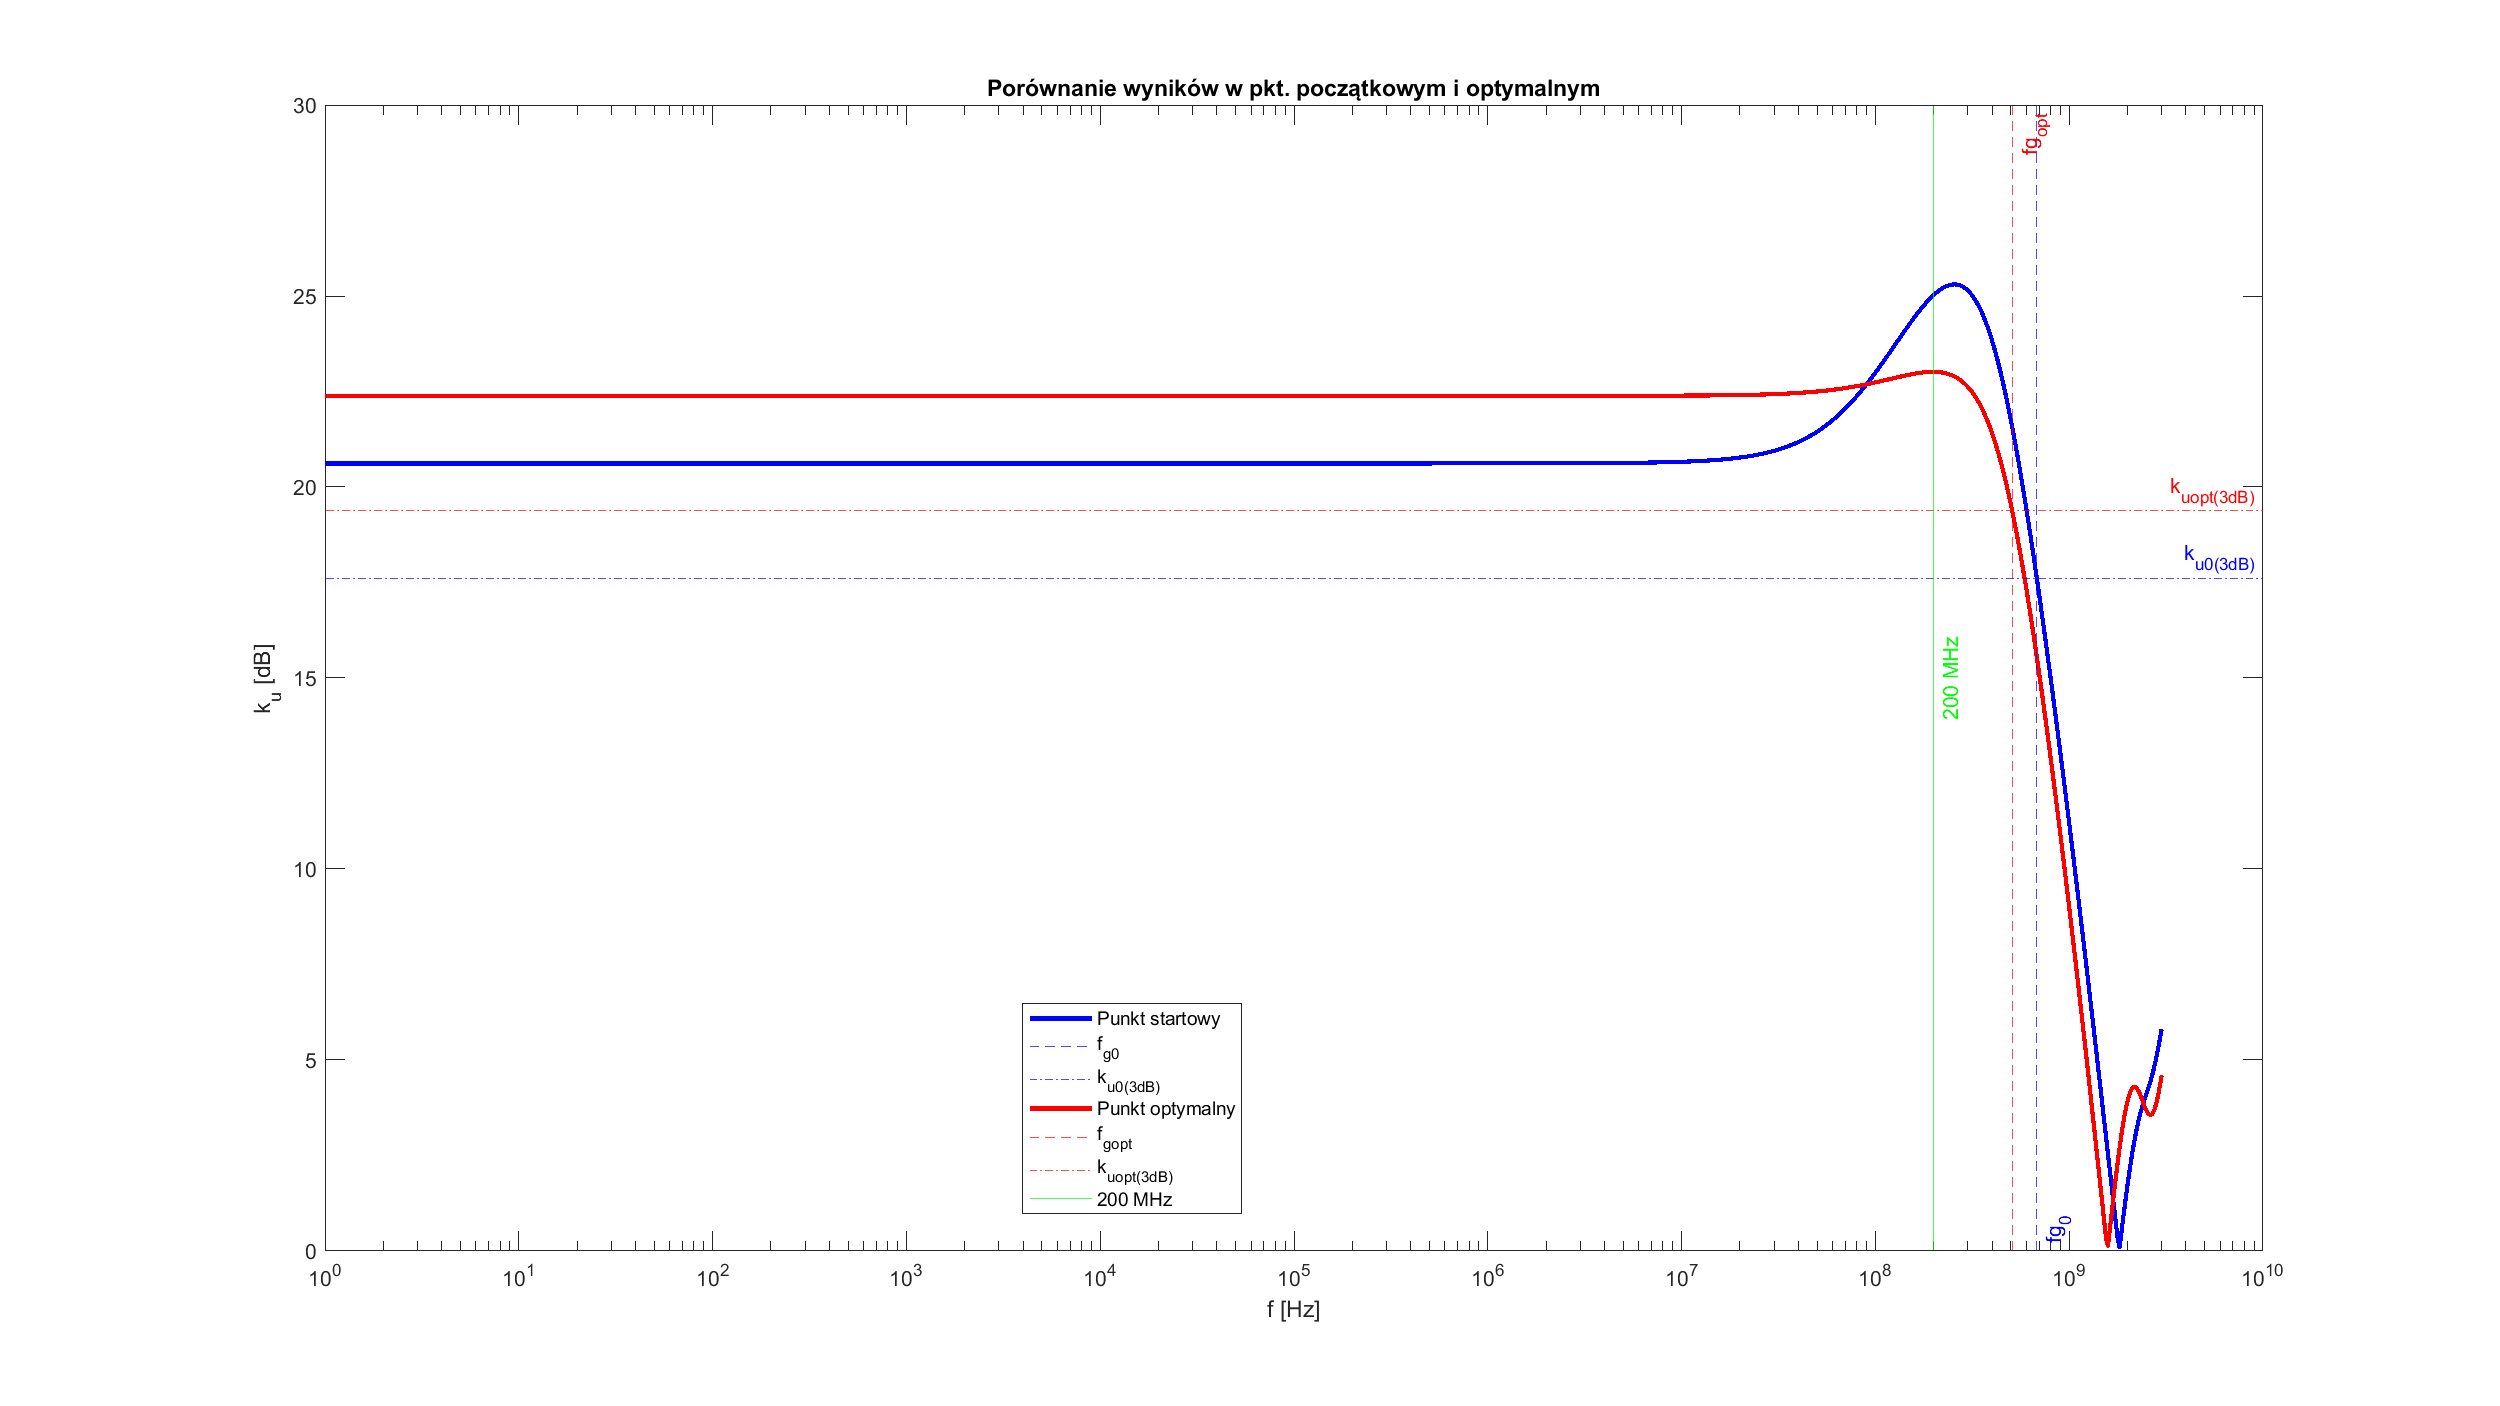 Porównanie wyników w pkt. początkowym i optymalnym
30
25
20
15
10
5
0
k_u [dB]
fg_opt
k_uopt(3dB)
k_u0(3dB)
200 MHz
fg_0
Punkt startowy
f_g0
k_u0(3dB)
Punkt optymalny
f_gopt
k_uopt(3dB)
200 MHz
10^0 10^1 10^2 10^3 10^4 10^5 10^6 10^7 10^8 10^9 10^10
f [Hz]